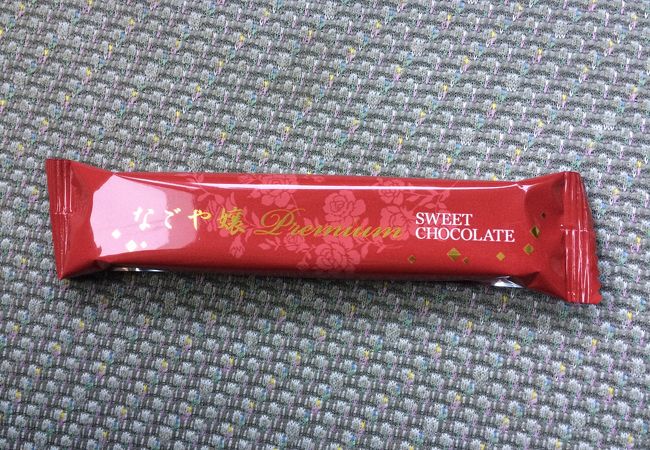 なごや嬢 Premium
SWEET
CHOCOLATE